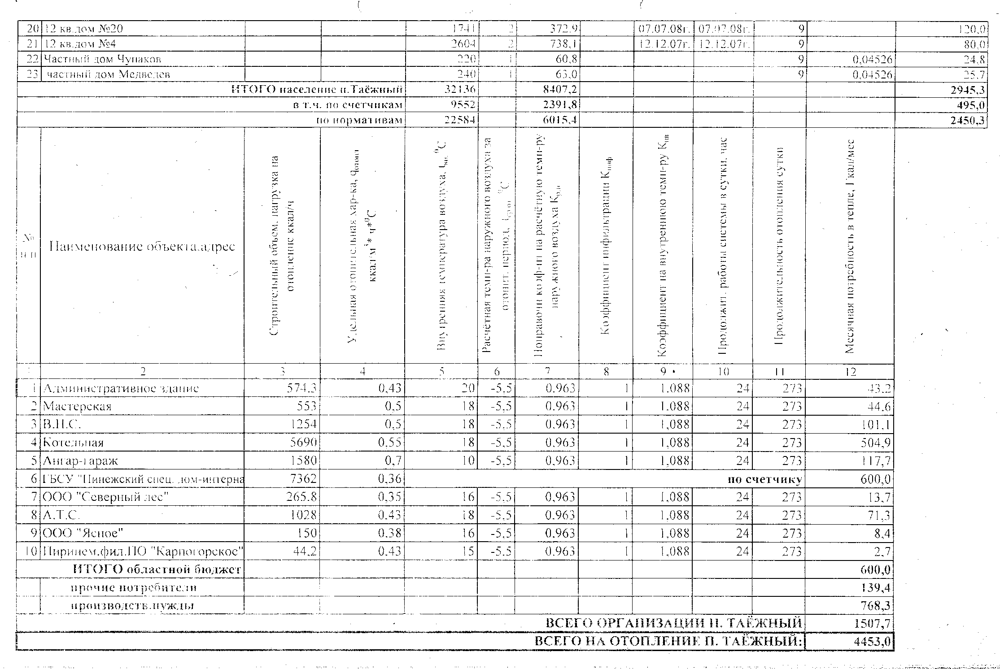 20 12 кв.дом №20 1741 2 372.9 07.07.08г. 07.07.08г. 9 120,0
21 12 кв.дом №4 2604 2 738,1 12.12.07г. 12.12.07г. 9 80,0
22 Частный дом Чупаков 220 1 60,8 9 0,04526 24,8
23 частный дом Медведев 240 1 63,0 9 0,04526 25,7
ИТОГО население п.Таёжный 32136 8407,2 2945,3
в т.ч. по счетчикам 9552 2391,8 495,0
по нормативам 22584 6015,4 2450,3
№ п/п
Наименование объекта,адрес
Строительный объем, нагрузка на
отопление ккал/ч
Удельная отопительная хар-ка, qотоп
ккал/м³* ч*⁰С
Внутренняя температура воздуха, tвн, ⁰С
Расчётная темп-ра наружного воздуха за
отопит. период, ⁰С
Поправочн коэф-нт на расчётную темп-ру
наружного воздуха Кр.н
Коэффициент инфильтрации Кинф
Коэффициент на внутреннюю темп-ру Квн
Продолжит. работы системы в сутки, час
Продолжительность отопления сутки
Месячная потребность в тепле, Гкал/мес
1 2 3 4 5 6 7 8 9 10 11 12
1 Административное здание 574.3 0,43 20 -5,5 0.963 1 1.088 24 273 43,2
2 Мастерская 553 0,5 18 -5,5 0.963 1 1.088 24 273 44,6
3 В.Н.С. 1254 0,5 18 -5,5 0,963 1 1,088 24 273 101,1
4 Котельная 5690 0,55 18 -5,5 0,963 1 1,088 24 273 504,9
5 Ангар-гараж 1580 0,7 10 -5,5 0,963 1 1,088 24 273 117,7
6 ГБСУ "Пинежский спец. дом-интерна 7362 0,36 по счетчику 600,0
7 ООО "Северный лес" 265.8 0,35 16 -5,5 0,963 1 1,088 24 273 13,7
8 А.Т.С. 1028 0.43 18 -5,5 0.963 1 1,088 24 273 71,3
9 ООО "Ясное" 150 0.38 16 -5,5 0.963 1 1.088 24 273 8,4
10 Пиринем.фил.ПО "Карпогорское" 44.2 0.43 15 -5.5 0.963 1 1.088 24 273 2,7
ИТОГО областной бюджет 600,0
прочие потребители 139,4
производств.нужды 768,3
ВСЕГО ОРГАНИЗАЦИИ П. ТАЁЖНЫЙ 1507,7
ВСЕГО НА ОТОПЛЕНИЕ П. ТАЁЖНЫЙ: 4453,0